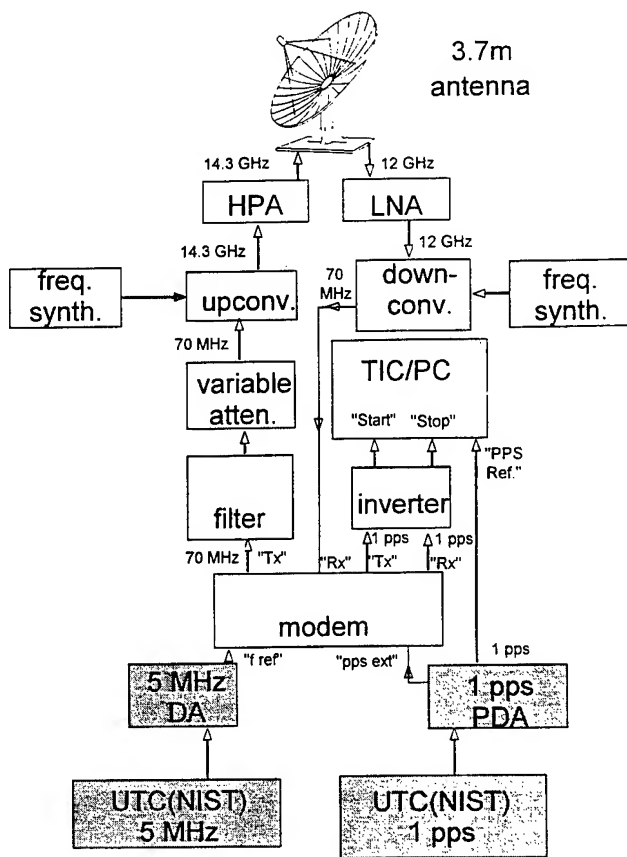 3.7m
antenna
14.3 GHz
12 GHz
HPA
LNA
14.3 GHz
12 GHz
freq.
synth.
upconv.
70
MHz
down-
conv.
freq.
synth.
70 MHz
variable
atten.
TIC/PC
"Start" "Stop"
"PPS
Ref."
filter
inverter
70 MHz "Tx"
"Rx"
1 pps
"Tx"
1 pps
"Rx"
modem
"f ref"
"pps ext"
1 pps
5 MHz
DA
1 pps
PDA
UTC(NIST)
5 MHz
UTC(NIST)
1 pps